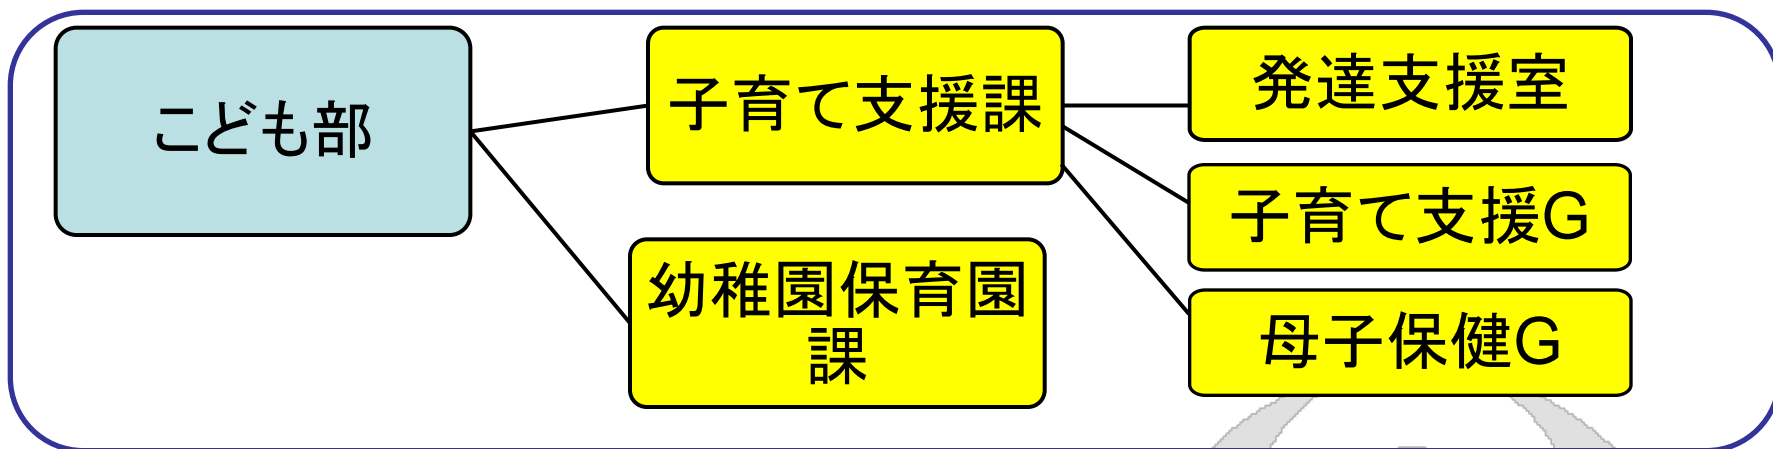 こども部
子育て支援課
幼稚園保育園
課
発達支援室
子育て支援G
母子保健G